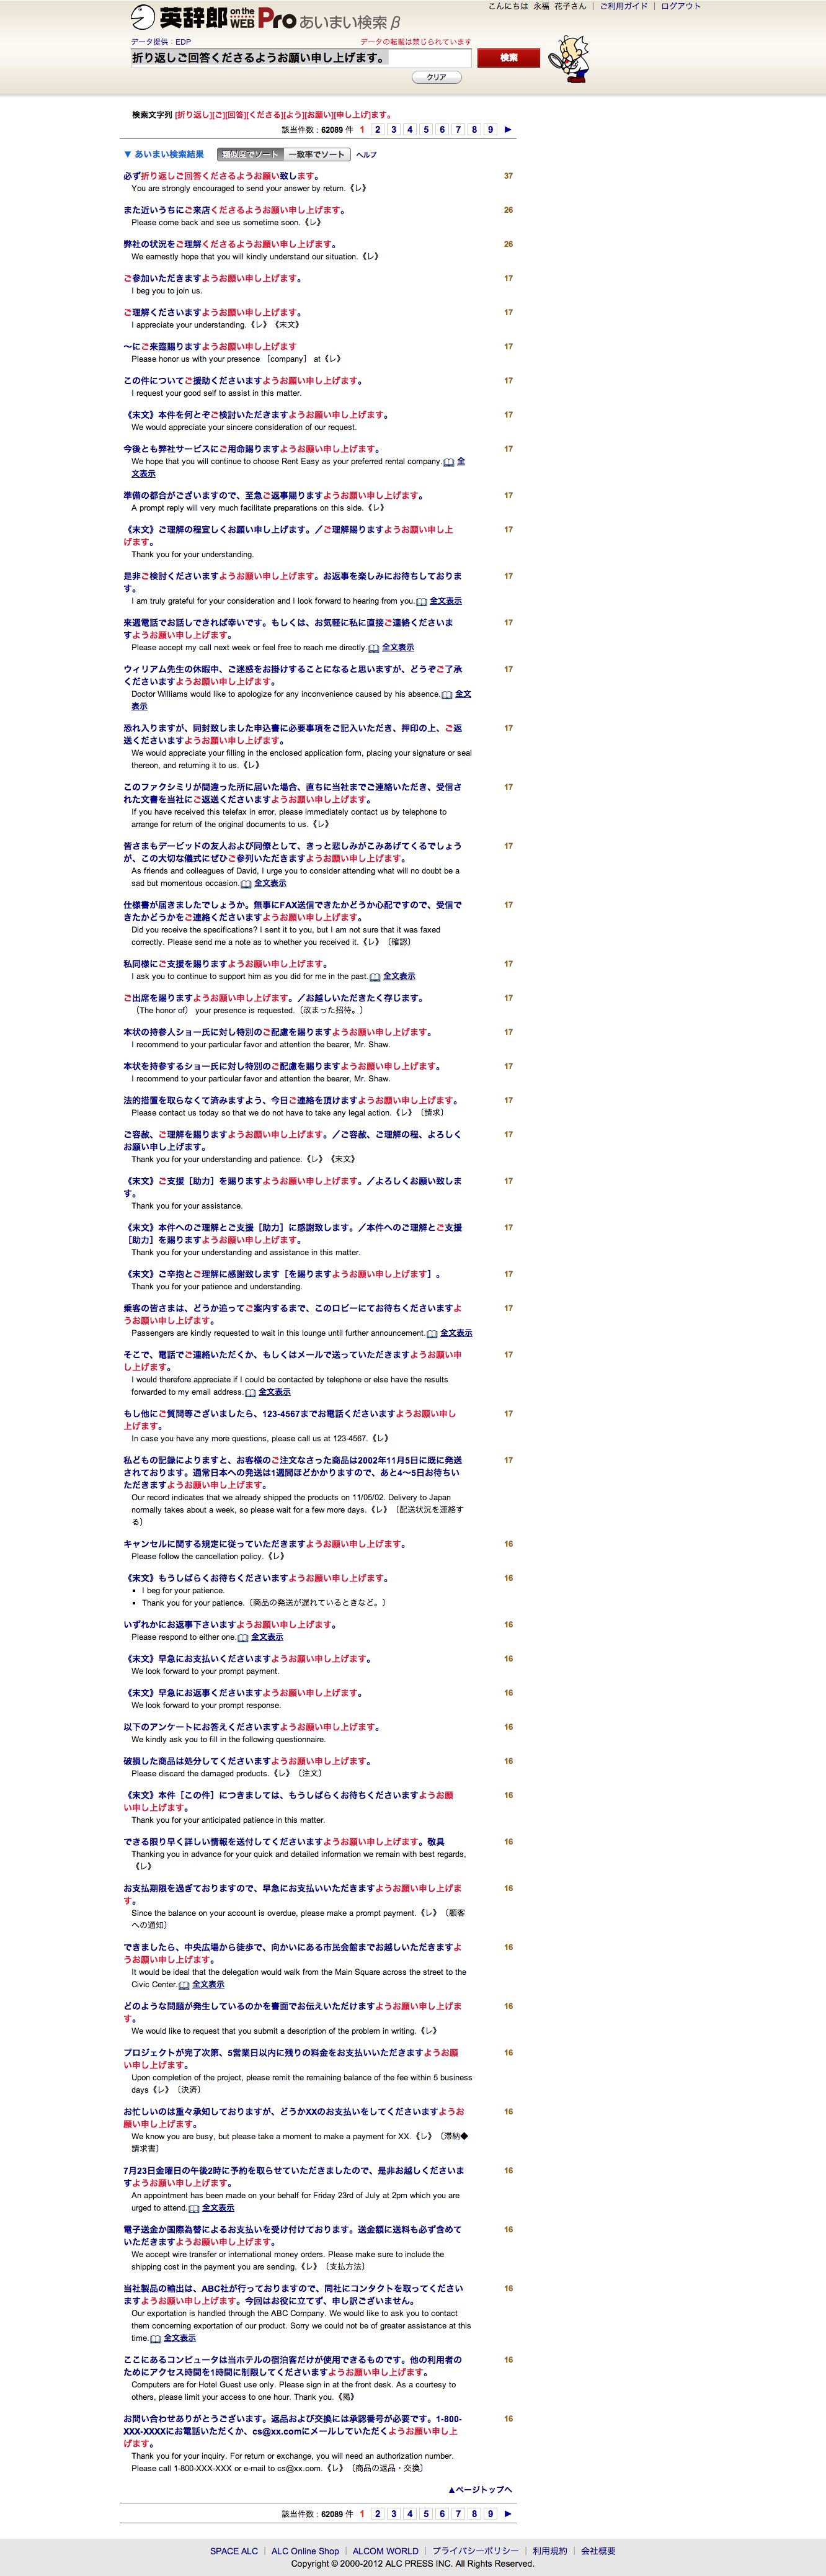 こんにちは 永福 花子さん | ご利用ガイド | ログアウト
英辞郎 on the WEB Pro あいまい検索 β
データ提供：EDP データの転載は禁じられています
折り返しご回答くださるようお願い申し上げます。 検索
クリア
検索文字列 [折り返し][ご][回答][くださる][よう][お願い][申し上げ]ます。
該当件数 : 62089 件 1 2 3 4 5 6 7 8 9 ▶
▼ あいまい検索結果 類似度でソート 一致率でソート ヘルプ
必ず折り返しご回答くださるようお願い致します。 37
You are strongly encouraged to send your answer by return.《レ》
また近いうちにご来店くださるようお願い申し上げます。 26
Please come back and see us sometime soon.《レ》
弊社の状況をご理解くださるようお願い申し上げます。 26
We earnestly hope that you will kindly understand our situation.《レ》
ご参加いただきますようお願い申し上げます。 17
I beg you to join us.
ご理解くださいますようお願い申し上げます。 17
I appreciate your understanding.《レ》《末文》
～にご来臨賜りますようお願い申し上げます 17
Please honor us with your presence ［company］ at《レ》
この件についてご援助くださいますようお願い申し上げます。 17
I request your good self to assist in this matter.
《末文》本件を何とぞご検討いただきますようお願い申し上げます。 17
We would appreciate your sincere consideration of our request.
今後とも弊社サービスにご用命賜りますようお願い申し上げます。 17
We hope that you will continue to choose Rent Easy as your preferred rental company. 全
文表示
準備の都合がございますので、至急ご返事賜りますようお願い申し上げます。 17
A prompt reply will very much facilitate preparations on this side.《レ》
《末文》ご理解の程宜しくお願い申し上げます。／ご理解賜りますようお願い申し上 17
げます。
Thank you for your understanding.
是非ご検討くださいますようお願い申し上げます。お返事を楽しみにお待ちしておりま 17
す。
I am truly grateful for your consideration and I look forward to hearing from you. 全文表示
来週電話でお話しできれば幸いです。もしくは、お気軽に私に直接ご連絡くださいま 17
すようお願い申し上げます。
Please accept my call next week or feel free to reach me directly. 全文表示
ウィリアム先生の休暇中、ご迷惑をお掛けすることになると思いますが、どうぞご了承 17
くださいますようお願い申し上げます。
Doctor Williams would like to apologize for any inconvenience caused by his absence. 全文
表示
恐れ入りますが、同封致しました申込書に必要事項をご記入いただき、押印の上、ご返 17
送くださいますようお願い申し上げます。
We would appreciate your filling in the enclosed application form, placing your signature or seal
thereon, and returning it to us.《レ》
このファクシミリが間違った所に届いた場合、直ちに当社までご連絡いただき、受信さ 17
れた文書を当社にご返送くださいますようお願い申し上げます。
If you have received this telefax in error, please immediately contact us by telephone to
arrange for return of the original documents to us.《レ》
皆さまもデービッドの友人および同僚として、きっと悲しみがこみあげてくるでしょう 17
が、この大切な儀式にぜひご参列いただきますようお願い申し上げます。
As friends and colleagues of David, I urge you to consider attending what will no doubt be a
sad but momentous occasion. 全文表示
仕様書が届きましたでしょうか。無事にFAX送信できたかどうか心配ですので、受信で 17
きたかどうかをご連絡くださいますようお願い申し上げます。
Did you receive the specifications? I sent it to you, but I am not sure that it was faxed
correctly. Please send me a note as to whether you received it.《レ》〔確認〕
私同様にご支援を賜りますようお願い申し上げます。 17
I ask you to continue to support him as you did for me in the past. 全文表示
ご出席を賜りますようお願い申し上げます。／お越しいただきたく存じます。 17
（The honor of） your presence is requested.〔改まった招待。〕
本状の持参人ショー氏に対し特別のご配慮を賜りますようお願い申し上げます。 17
I recommend to your particular favor and attention the bearer, Mr. Shaw.
本状を持参するショー氏に対し特別のご配慮を賜りますようお願い申し上げます。 17
I recommend to your particular favor and attention the bearer, Mr. Shaw.
法的措置を取らなくて済みますよう、今日ご連絡を頂けますようお願い申し上げます。 17
Please contact us today so that we do not have to take any legal action.《レ》〔請求〕
ご容赦、ご理解を賜りますようお願い申し上げます。／ご容赦、ご理解の程、よろしく 17
お願い申し上げます。
Thank you for your understanding and patience.《レ》《末文》
《末文》ご支援［助力］を賜りますようお願い申し上げます。／よろしくお願い致しま 17
す。
Thank you for your assistance.
《末文》本件へのご理解とご支援［助力］に感謝致します。／本件へのご理解とご支援 17
［助力］を賜りますようお願い申し上げます。
Thank you for your understanding and assistance in this matter.
《末文》ご辛抱とご理解に感謝致します［を賜りますようお願い申し上げます］。 17
Thank you for your patience and understanding.
乗客の皆さまは、どうか追ってご案内するまで、このロビーにてお待ちくださいますよ 17
うお願い申し上げます。
Passengers are kindly requested to wait in this lounge until further announcement. 全文表示
そこで、電話でご連絡いただくか、もしくはメールで送っていただきますようお願い申 17
し上げます。
I would therefore appreciate if I could be contacted by telephone or else have the results
forwarded to my email address. 全文表示
もし他にご質問等ございましたら、123-4567までお電話くださいますようお願い申し 17
上げます。
In case you have any more questions, please call us at 123-4567.《レ》
私どもの記録によりますと、お客様のご注文なさった商品は2002年11月5日に既に発送 17
されております。通常日本への発送は1週間ほどかかりますので、あと4～5日お待ちい
ただきますようお願い申し上げます。
Our record indicates that we already shipped the products on 11/05/02. Delivery to Japan
normally takes about a week, so please wait for a few more days.《レ》〔配送状況を連絡す
る〕
キャンセルに関する規定に従っていただきますようお願い申し上げます。 16
Please follow the cancellation policy.《レ》
《末文》もうしばらくお待ちくださいますようお願い申し上げます。 16
▪ I beg for your patience.
▪ Thank you for your patience.〔商品の発送が遅れているときなど。〕
いずれかにお返事下さいますようお願い申し上げます。 16
Please respond to either one. 全文表示
《末文》早急にお支払いくださいますようお願い申し上げます。 16
We look forward to your prompt payment.
《末文》早急にお返事くださいますようお願い申し上げます。 16
We look forward to your prompt response.
以下のアンケートにお答えくださいますようお願い申し上げます。 16
We kindly ask you to fill in the following questionnaire.
破損した商品は処分してくださいますようお願い申し上げます。 16
Please discard the damaged products.《レ》〔注文〕
《末文》本件［この件］につきましては、もうしばらくお待ちくださいますようお願 16
い申し上げます。
Thank you for your anticipated patience in this matter.
できる限り早く詳しい情報を送付してくださいますようお願い申し上げます。敬具 16
Thanking you in advance for your quick and detailed information we remain with best regards,
《レ》
お支払期限を過ぎておりますので、早急にお支払いいただきますようお願い申し上げま 16
す。
Since the balance on your account is overdue, please make a prompt payment.《レ》〔顧客
への通知〕
できましたら、中央広場から徒歩で、向かいにある市民会館までお越しいただきますよ 16
うお願い申し上げます。
It would be ideal that the delegation would walk from the Main Square across the street to the
Civic Center. 全文表示
どのような問題が発生しているのかを書面でお伝えいただけますようお願い申し上げま 16
す。
We would like to request that you submit a description of the problem in writing.《レ》
プロジェクトが完了次第、5営業日以内に残りの料金をお支払いいただきますようお願 16
い申し上げます。
Upon completion of the project, please remit the remaining balance of the fee within 5 business
days《レ》〔決済〕
お忙しいのは重々承知しておりますが、どうかXXのお支払いをしてくださいますようお 16
願い申し上げます。
We know you are busy, but please take a moment to make a payment for XX.《レ》〔滞納◆
請求書〕
7月23日金曜日の午後2時に予約を取らせていただきましたので、是非お越しくださいま 16
すようお願い申し上げます。
An appointment has been made on your behalf for Friday 23rd of July at 2pm which you are
urged to attend. 全文表示
電子送金か国際為替によるお支払いを受け付けております。送金額に送料も必ず含めて 16
いただきますようお願い申し上げます。
We accept wire transfer or international money orders. Please make sure to include the
shipping cost in the payment you are sending.《レ》〔支払方法〕
当社製品の輸出は、ABC社が行っておりますので、同社にコンタクトを取ってください 16
ますようお願い申し上げます。今回はお役に立てず、申し訳ございません。
Our exportation is handled through the ABC Company. We would like to ask you to contact
them concerning exportation of our product. Sorry we could not be of greater assistance at this
time. 全文表示
ここにあるコンピュータは当ホテルの宿泊客だけが使用できるものです。他の利用者の 16
ためにアクセス時間を1時間に制限してくださいますようお願い申し上げます。
Computers are for Hotel Guest use only. Please sign in at the front desk. As a courtesy to
others, please limit your access to one hour. Thank you.《掲》
お問い合わせありがとうございます。返品および交換には承認番号が必要です。1-800- 16
XXX-XXXXにお電話いただくか、cs@xx.comにメールしていただくようお願い申し上
げます。
Thank you for your inquiry. For return or exchange, you will need an authorization number.
Please call 1-800-XXX-XXX or e-mail to cs@xx.com.《レ》〔商品の返品・交換〕
▲ページトップへ
該当件数 : 62089 件 1 2 3 4 5 6 7 8 9 ▶
SPACE ALC | ALC Online Shop | ALCOM WORLD | プライバシーポリシー | 利用規約 | 会社概要
Copyright © 2000-2012 ALC PRESS INC. All Rights Reserved.